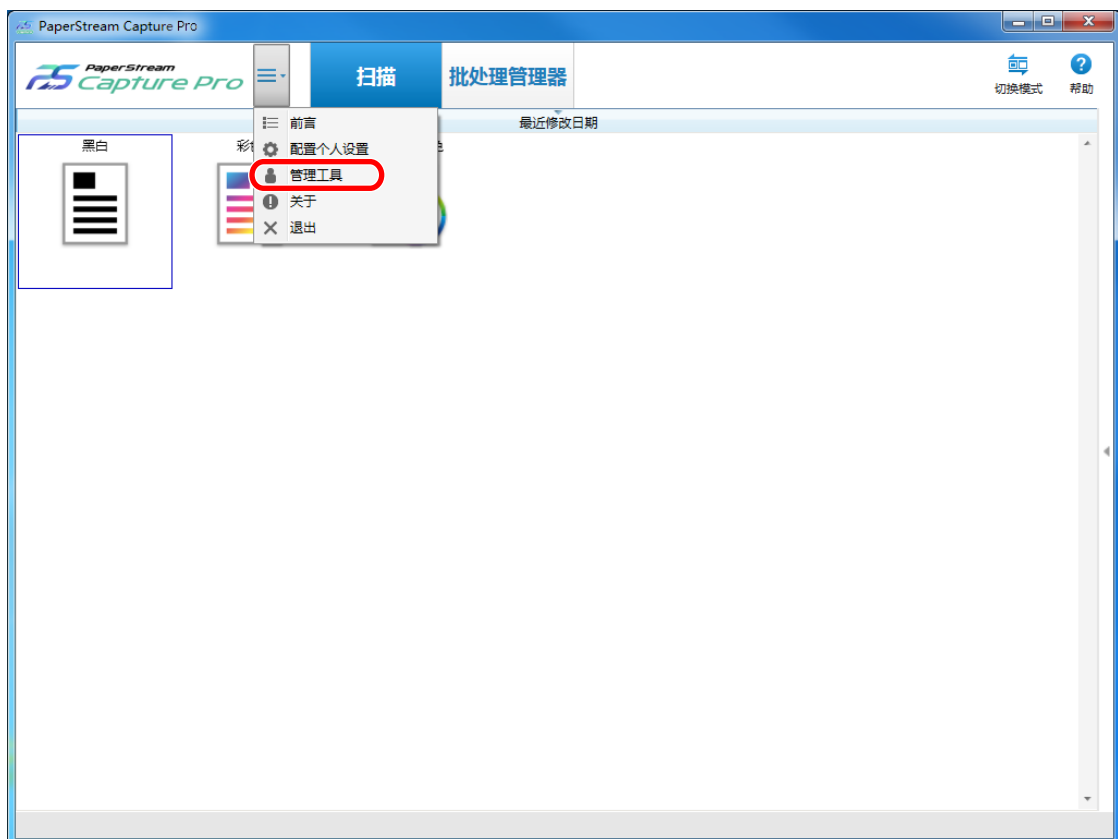 PaperStream Capture Pro
PaperStream
Capture Pro
扫描
批处理管理器
切换模式
帮助
最近修改日期
前言
配置个人设置
管理工具
关于
退出
黑白